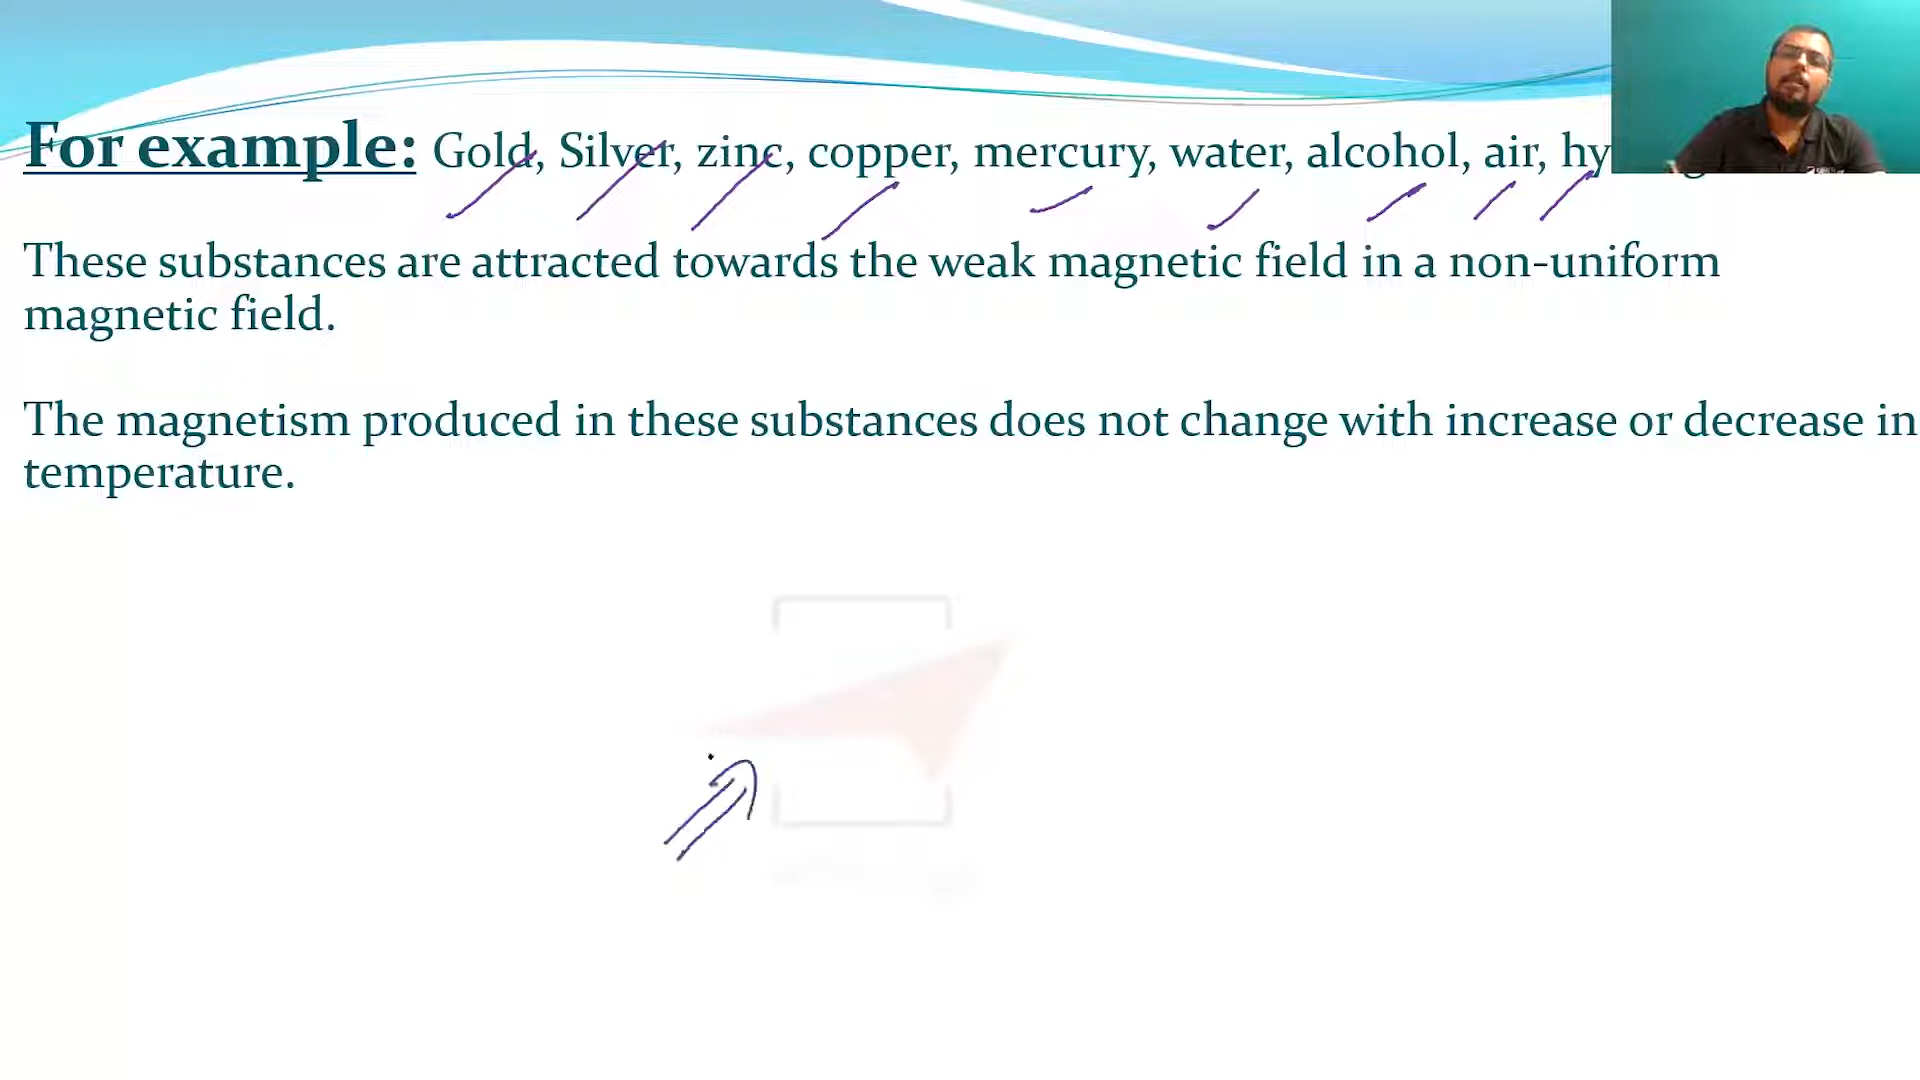 For example: Gold, Silver, zinc, copper, mercury, water, alcohol, air,
These substances are attracted towards the weak magnetic field in a non-uniform
magnetic field.
The magnetism produced in these substances does not change with increase or decrease in
temperature.